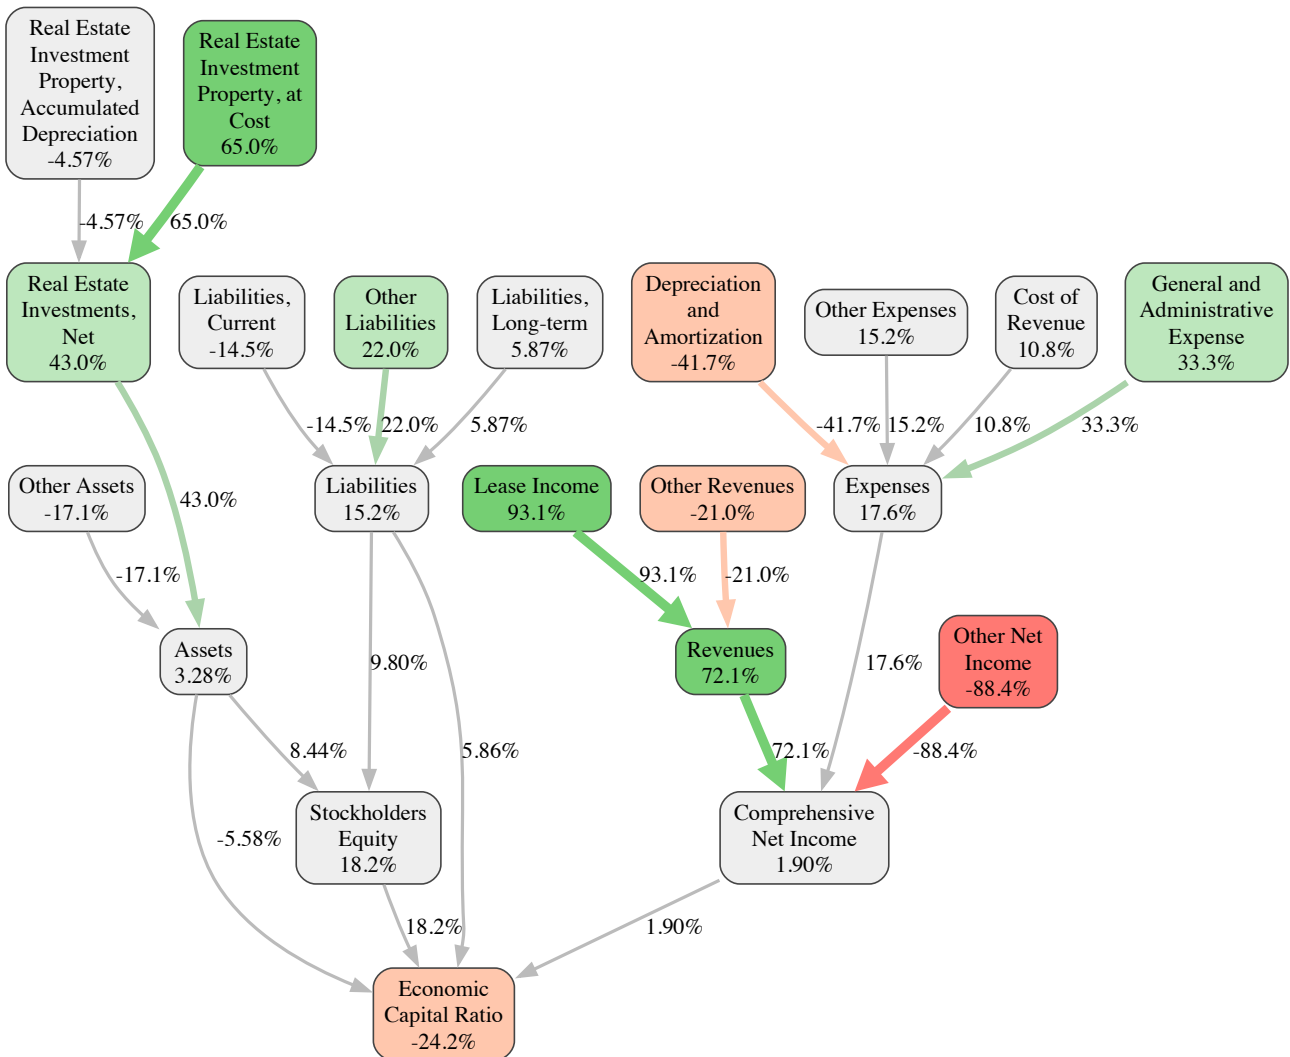 Real Estate
Investment
Property,
Accumulated
Depreciation
-4.57%
Real Estate
Investment
Property, at
Cost
65.0%
-4.57%
65.0%
Real Estate
Investments,
Net
43.0%
Liabilities,
Current
-14.5%
Other
Liabilities
22.0%
Liabilities,
Long-term
5.87%
Depreciation
and
Amortization
-41.7%
Other Expenses
15.2%
Cost of
Revenue
10.8%
General and
Administrative
Expense
33.3%
-14.5%
22.0%
5.87%
-41.7%
15.2%
10.8%
33.3%
Other Assets
-17.1%
43.0%
Liabilities
15.2%
Lease Income
93.1%
Other Revenues
-21.0%
Expenses
17.6%
-17.1%
93.1%
-21.0%
Assets
3.28%
9.80%
Revenues
72.1%
17.6%
Other Net
Income
-88.4%
8.44%
5.86%
72.1%
-88.4%
-5.58%
Stockholders
Equity
18.2%
Comprehensive
Net Income
1.90%
18.2%
1.90%
Economic
Capital Ratio
-24.2%